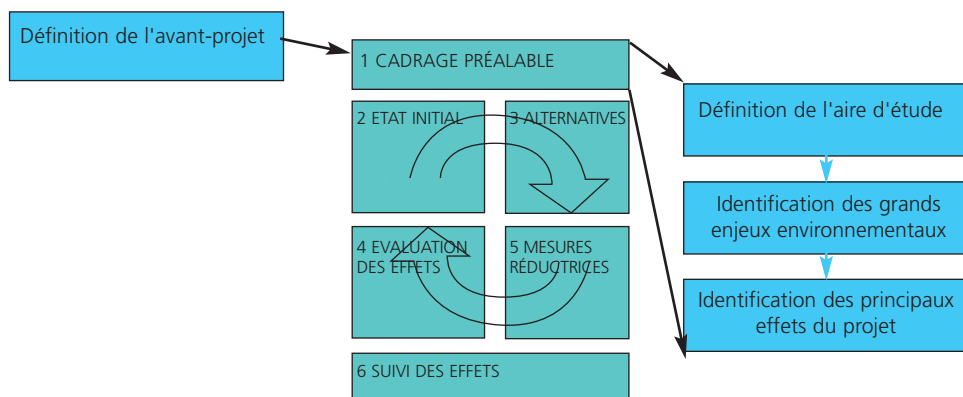 Définition de l'avant-projet
1 CADRAGE PRÉALABLE
2 ETAT INITIAL
3 ALTERNATIVES
4 EVALUATION
DES EFFETS
5 MESURES
RÉDUCTRICES
6 SUIVI DES EFFETS
Définition de l'aire d'étude
Identification des grands
enjeux environnementaux
Identification des principaux
effets du projet